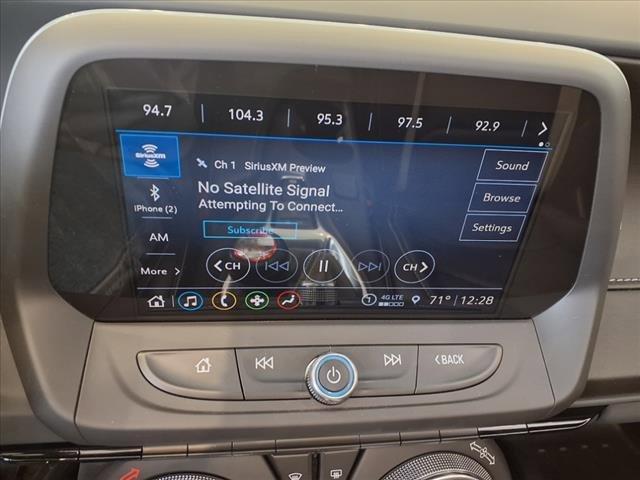 94.7 104.3 95.3 97.5 92.9
SiriusXM
Ch 1 SiriusXM Preview
No Satellite Signal
Attempting To Connect...
Subscribe
Sound
Browse
Settings
iPhone (2)
AM
More
CH
CH
4G LTE
71° 12:28
BACK